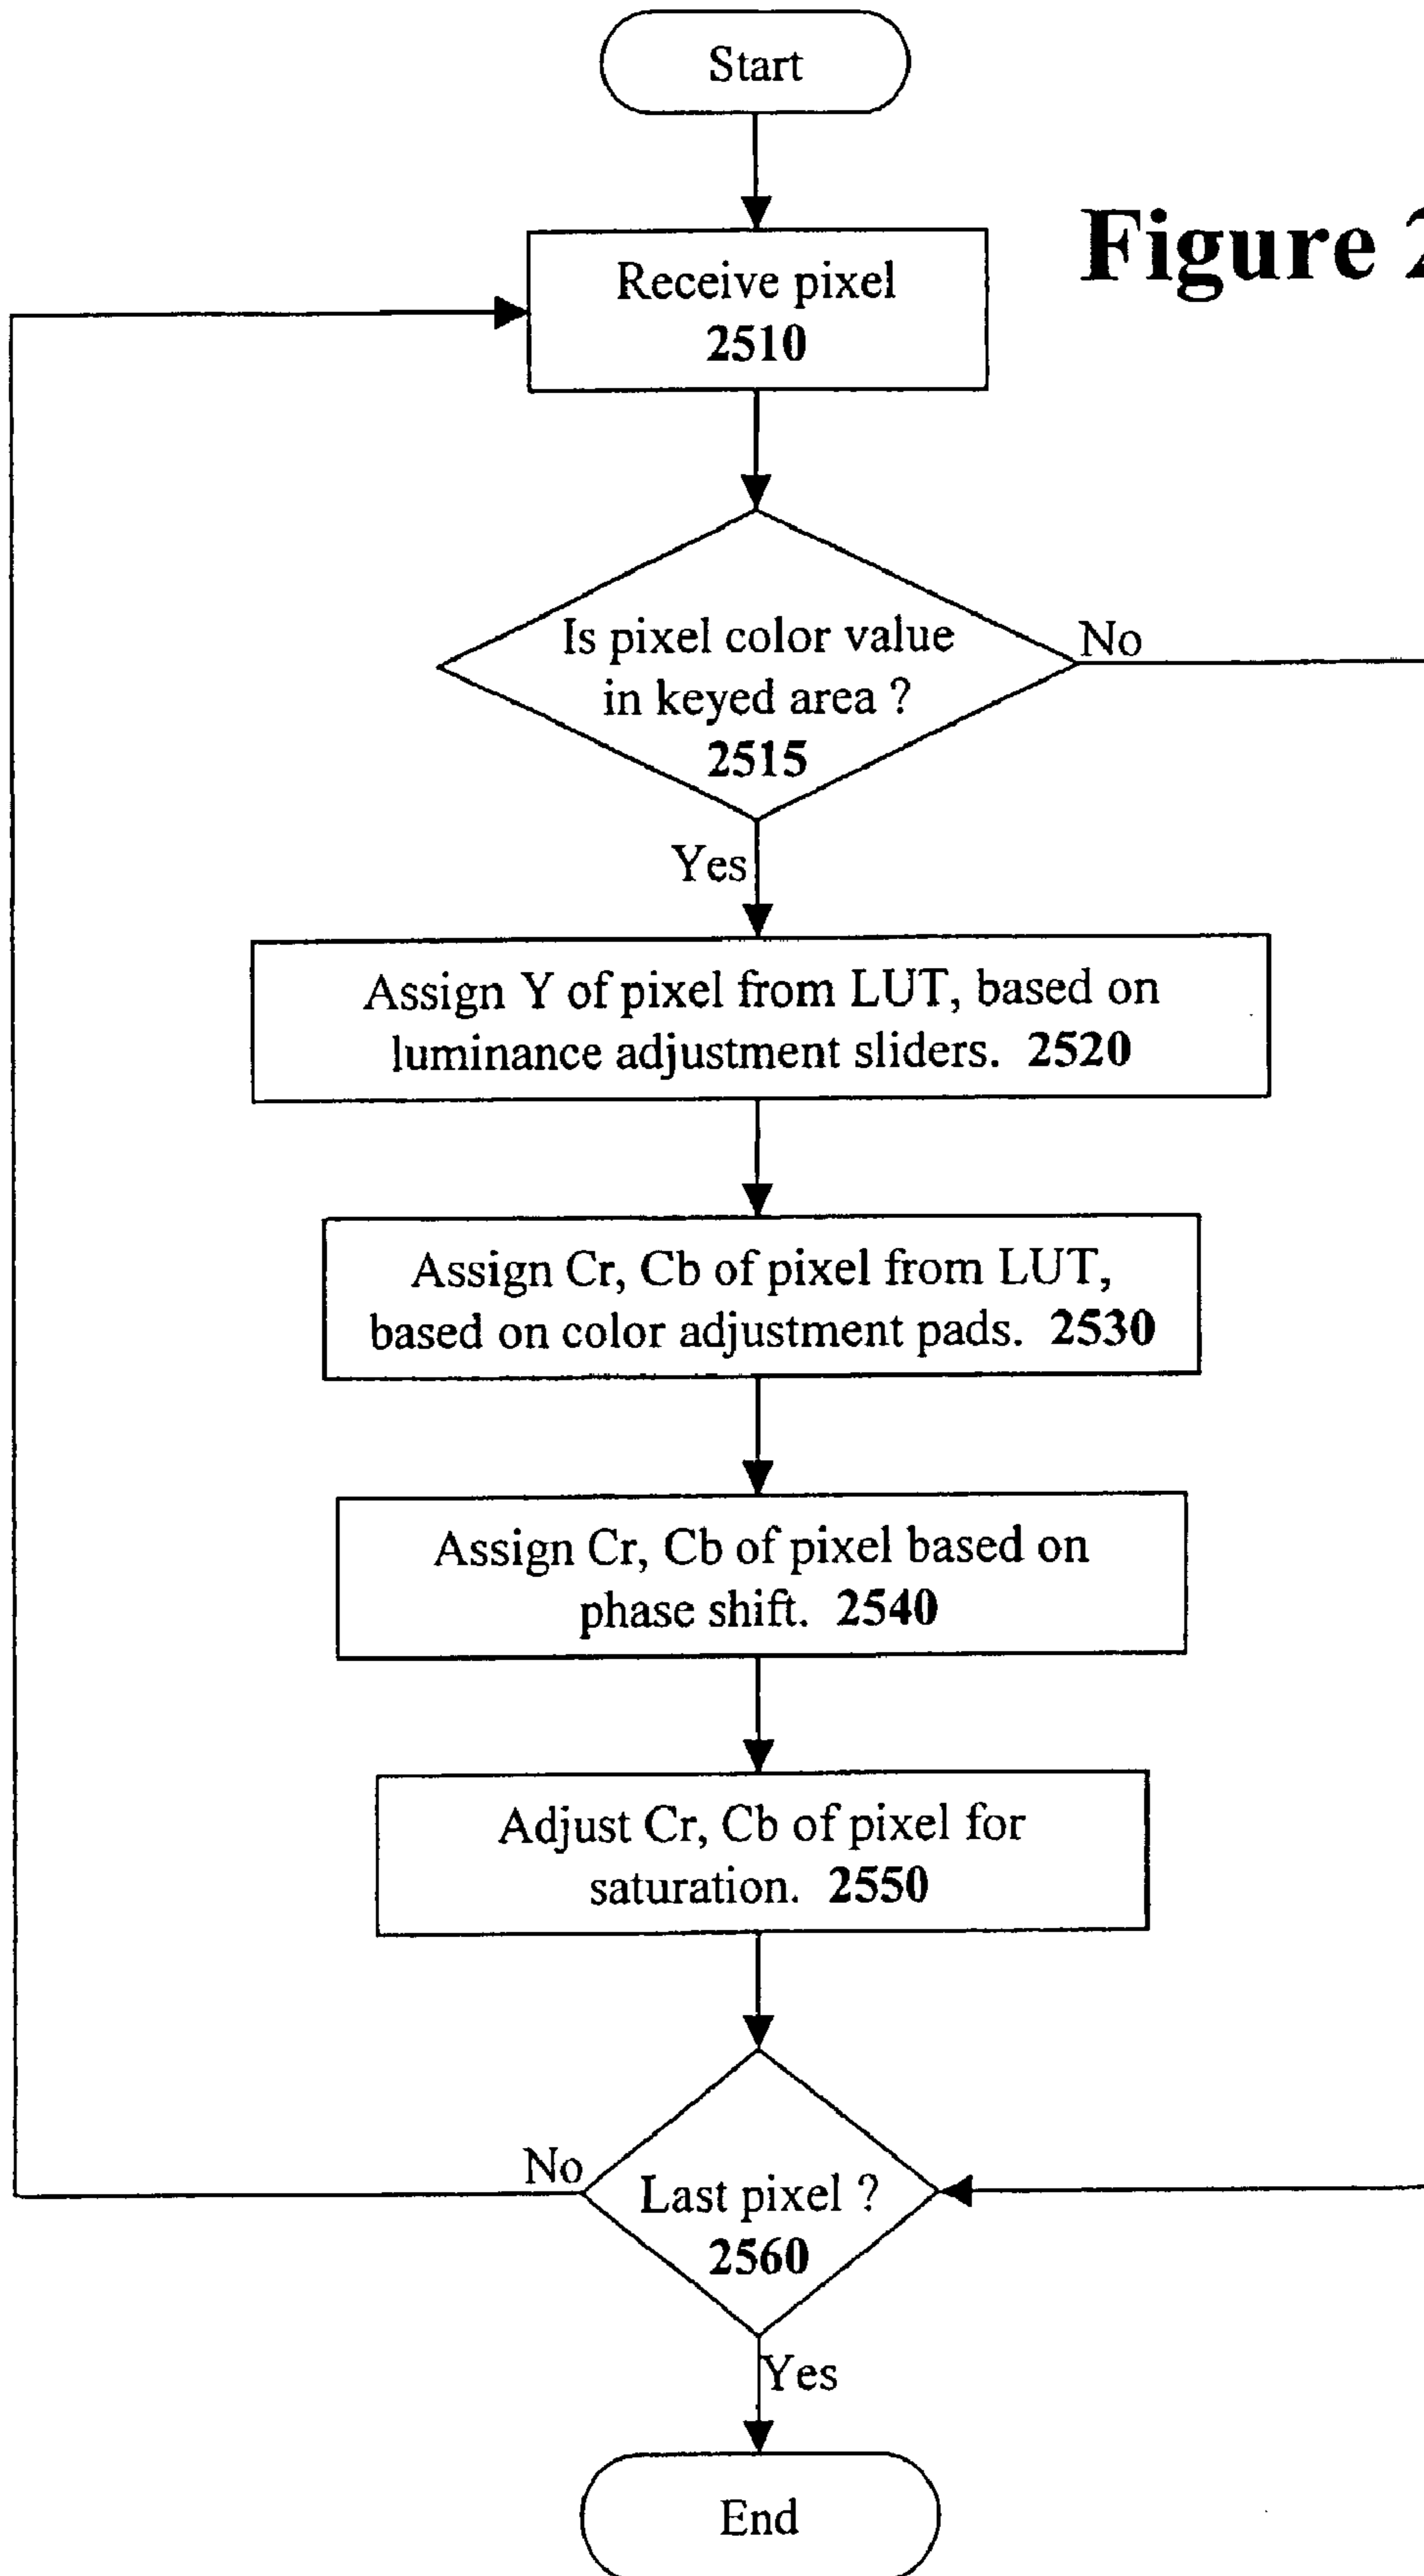 Start
Figure 2
Receive pixel
2510
Is pixel color value
in keyed area ?
2515
No
Yes
Assign Y of pixel from LUT, based on
luminance adjustment sliders. 2520
Assign Cr, Cb of pixel from LUT,
based on color adjustment pads. 2530
Assign Cr, Cb of pixel based on
phase shift. 2540
Adjust Cr, Cb of pixel for
saturation. 2550
No
Last pixel ?
2560
Yes
End